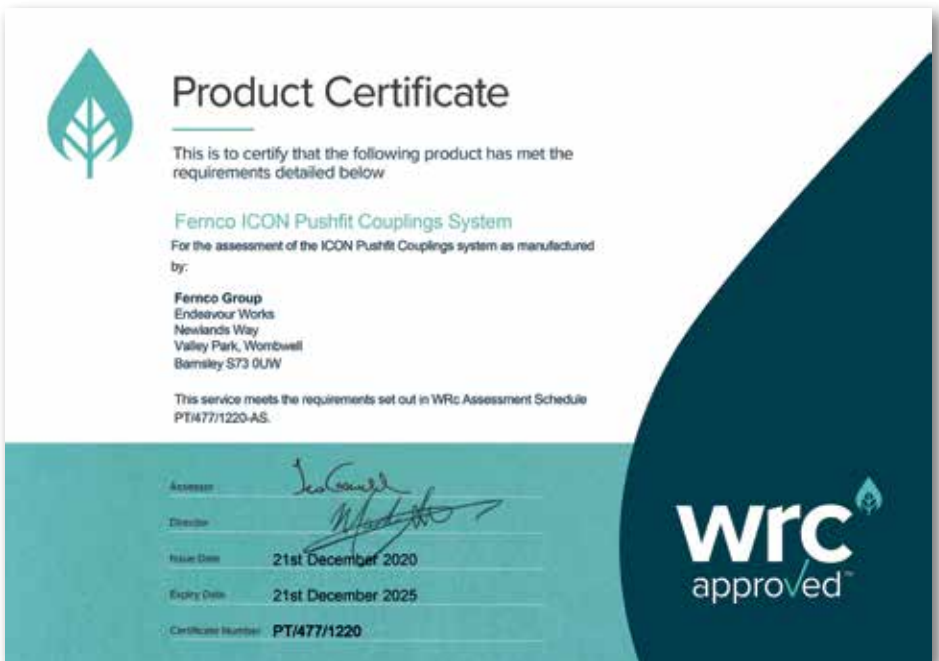 Product Certificate
This is to certify that the following product has met the
requirements detailed below
Fernco ICON Pushfit Couplings System
For the assessment of the ICON Pushfit Couplings system as manufactured
by:
Fernco Group
Endeavour Works
Newlands Way
Valley Park, Wombwell
Barnsley S73 0UW
This service meets the requirements set out in WRc Assessment Schedule
PT/477/1220-AS.
Assessor
Director
Issue Date 21st December 2020
Expiry Date 21st December 2025
Certificate Number PT/477/1220
wrc
approved™